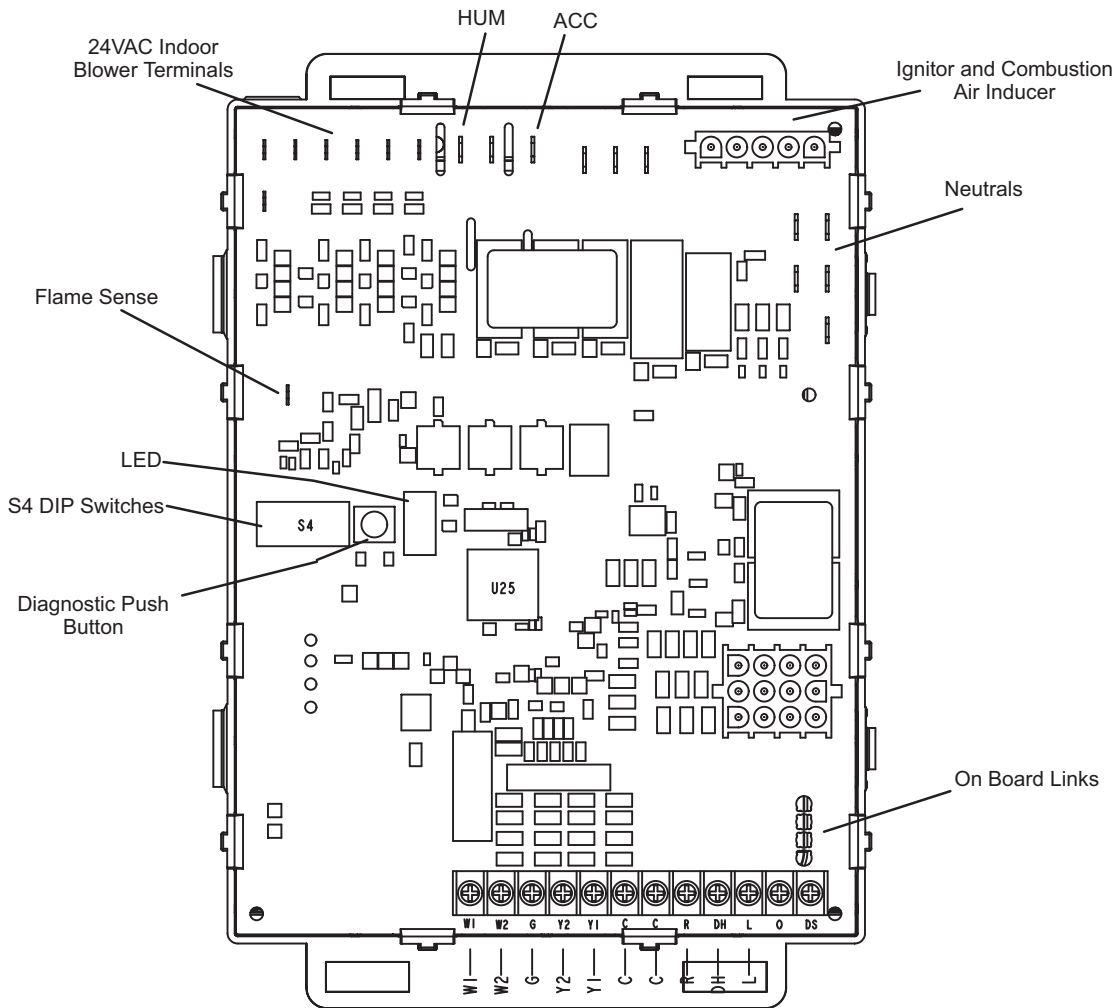 HUM
ACC
24VAC Indoor
Blower Terminals
Ignitor and Combustion
Air Inducer
Neutrals
Flame Sense
LED
S4 DIP Switches
S4
U25
Diagnostic Push
Button
On Board Links
W1 W2 G Y2 Y1 C C R DH L O DS
W1 W2 G Y2 Y1 C C R DH L